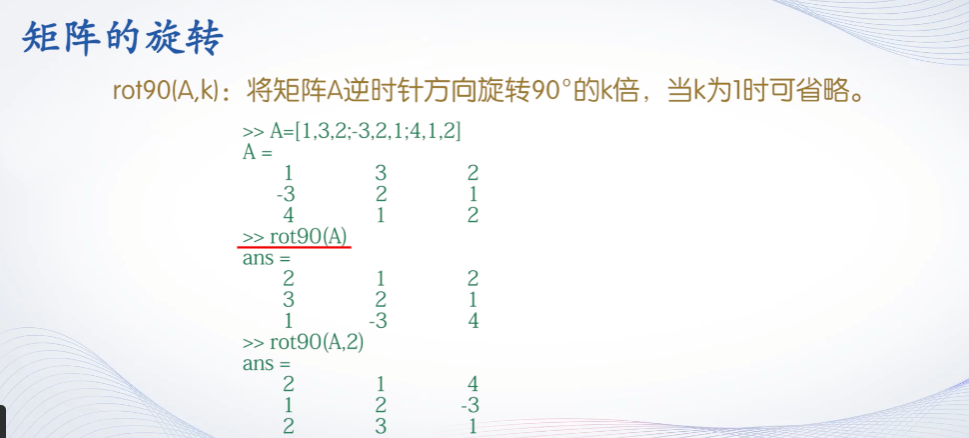 矩阵的旋转
rot90(A,k)：将矩阵A逆时针方向旋转90°的k倍，当k为1时可省略。
>> A=[1,3,2;-3,2,1;4,1,2]
A =
1 3 2
-3 2 1
4 1 2
>> rot90(A)
ans =
2 1 2
3 2 1
1 -3 4
>> rot90(A,2)
ans =
2 1 4
1 2 -3
2 3 1